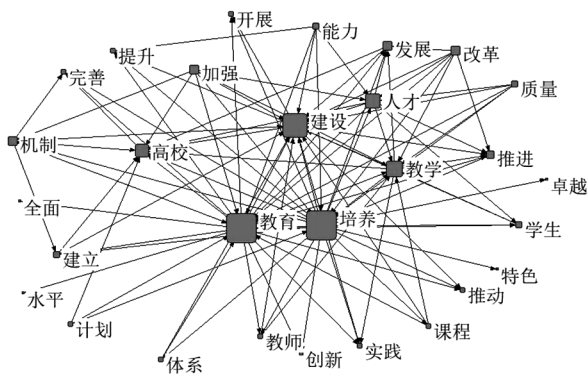 开展
能力
提升
发展
改革
完善
加强
质量
人才
建设
机制
高校
推进
教学
卓越
全面
教育
培养
学生
建立
特色
水平
推动
计划
课程
教师
实践
创新
体系